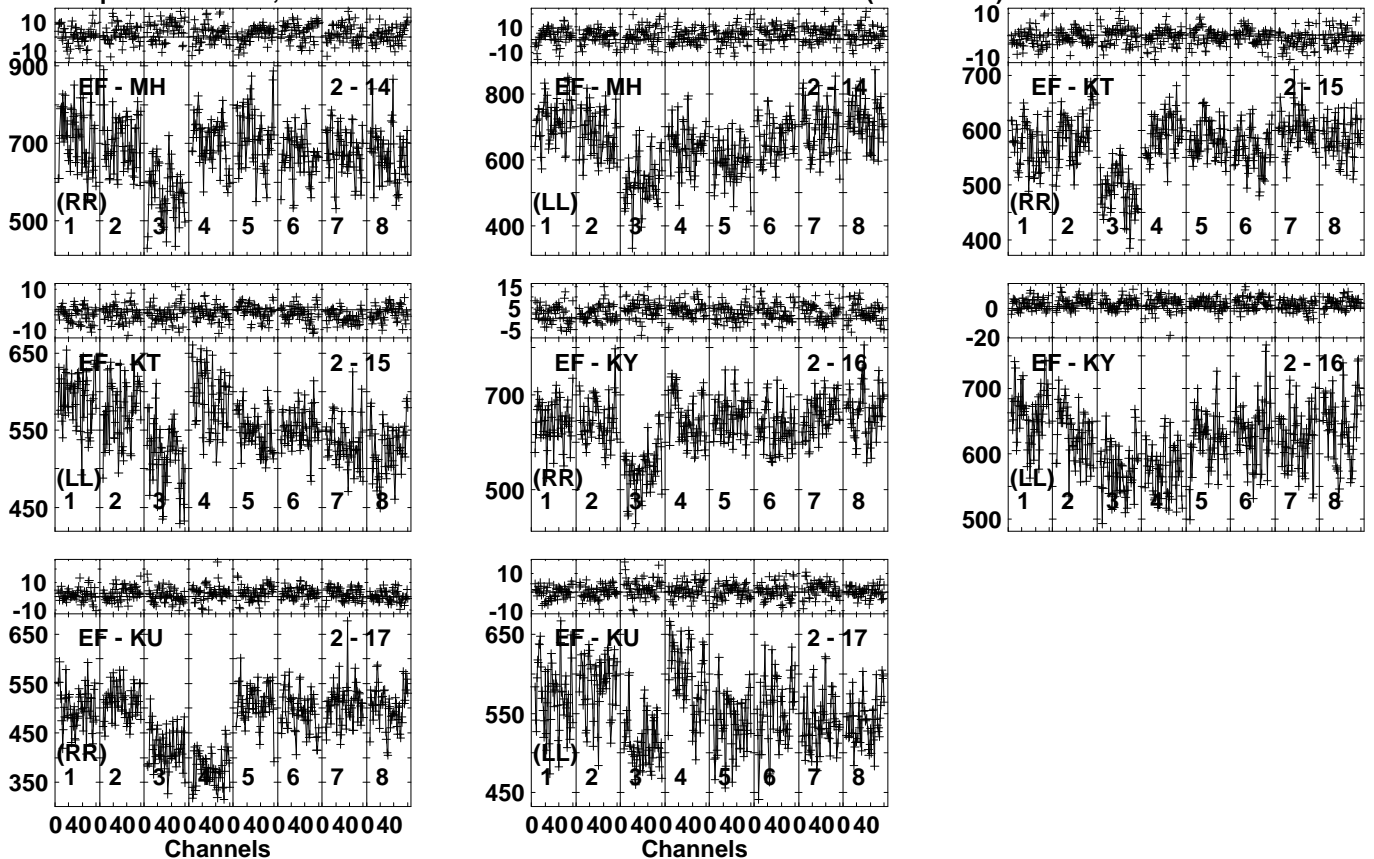 10
-10
900
EF - MH 2 - 14
700
(RR)
500
1 2 3 4 5 6 7 8
10
-10
EF - MH 2 - 14
800
600
(LL)
400
1 2 3 4 5 6 7 8
10
-10
700
EF - KT 2 - 15
600
500
(RR)
400
1 2 3 4 5 6 7 8
10
-10
650
EF - KT 2 - 15
550
(LL)
450
1 2 3 4 5 6 7 8
15
5
-5
EF - KY 2 - 16
700
(RR)
500
1 2 3 4 5 6 7 8
0
-20
EF - KY 2 - 16
700
600
(LL)
500
1 2 3 4 5 6 7 8
10
-10
650
EF - KU 2 - 17
550
450
(RR)
350
1 2 3 4 5 6 7 8
0 40 0 40 0 40 0 40 0 40 0 40 0 40 0 40
Channels
10
-10
650
EF - KU 2 - 17
550
(LL)
450
1 2 3 4 5 6 7 8
0 40 0 40 0 40 0 40 0 40 0 40 0 40 0 40
Channels